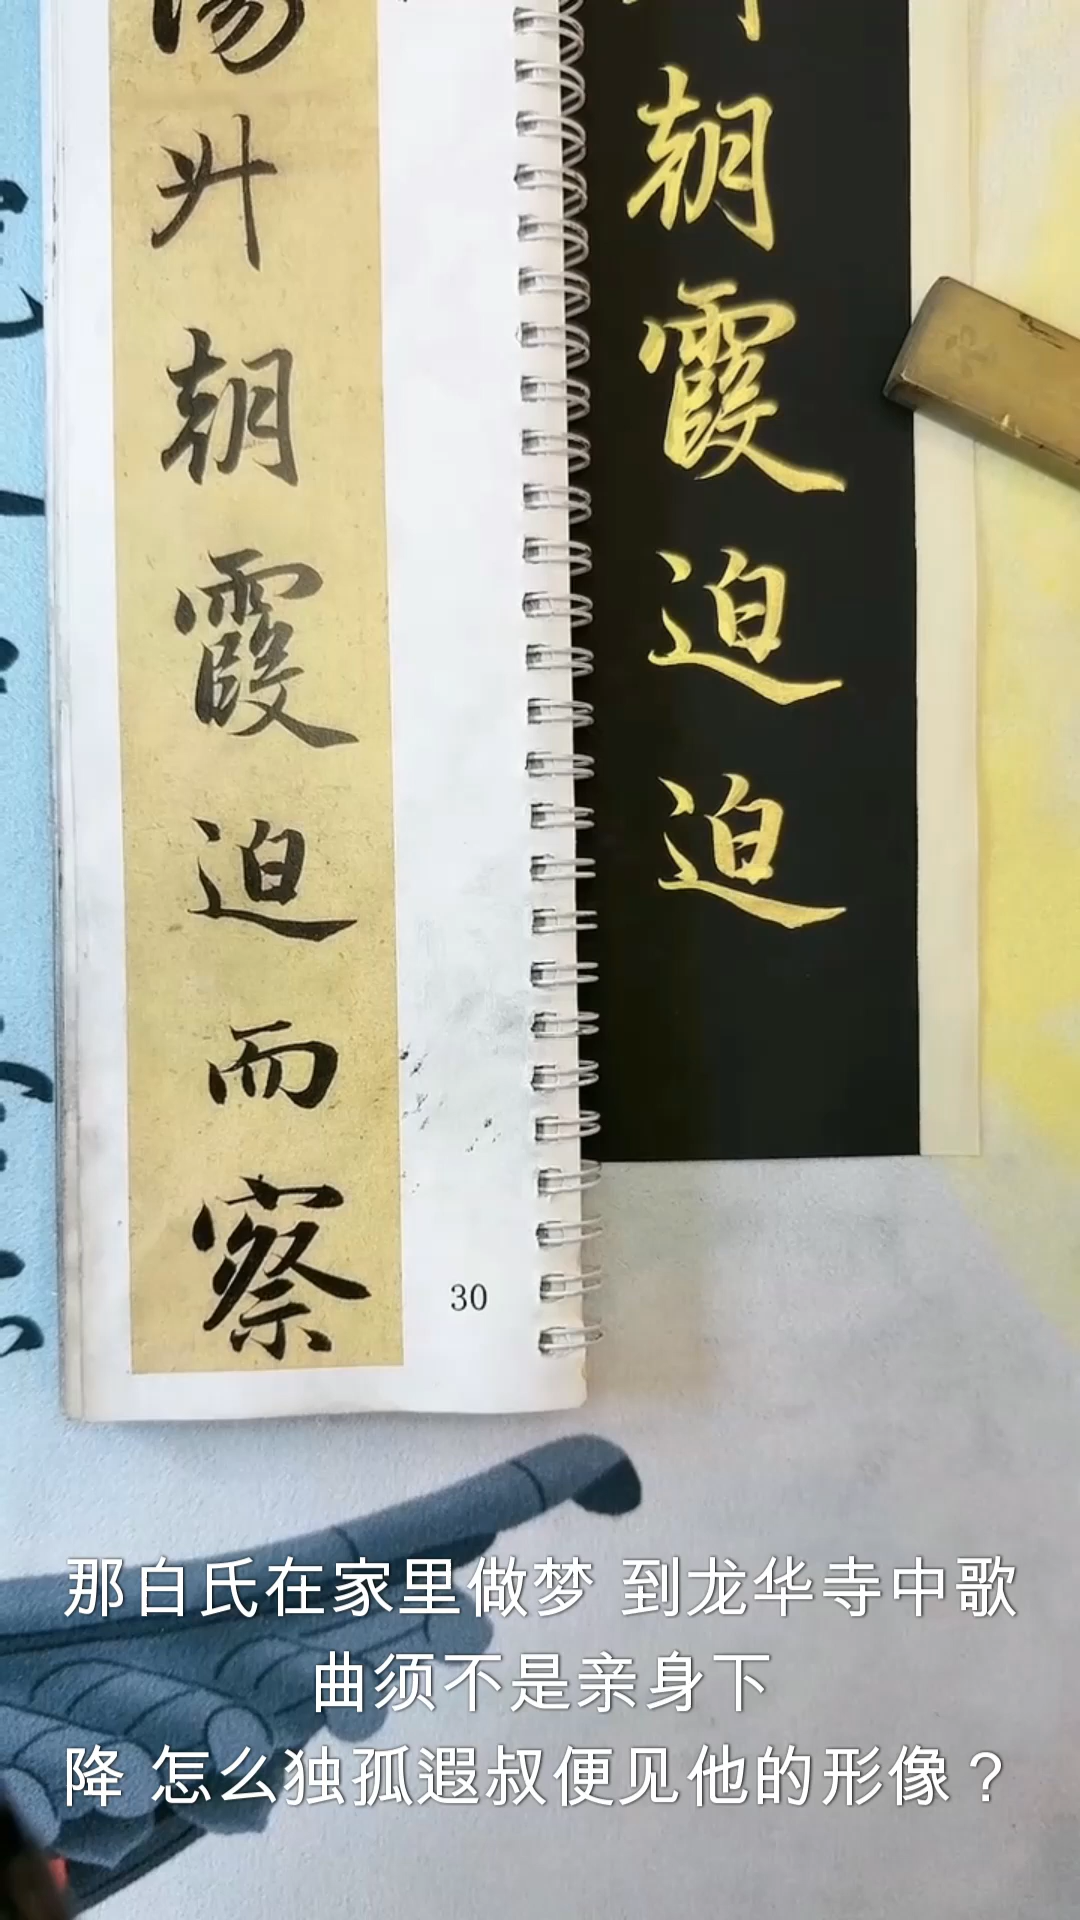 升朝霞迫而察
30
朝霞迫迫
那白氏在家里做梦 到龙华寺中歌
曲须不是亲身下
降 怎么独孤遐叔便见他的形像？